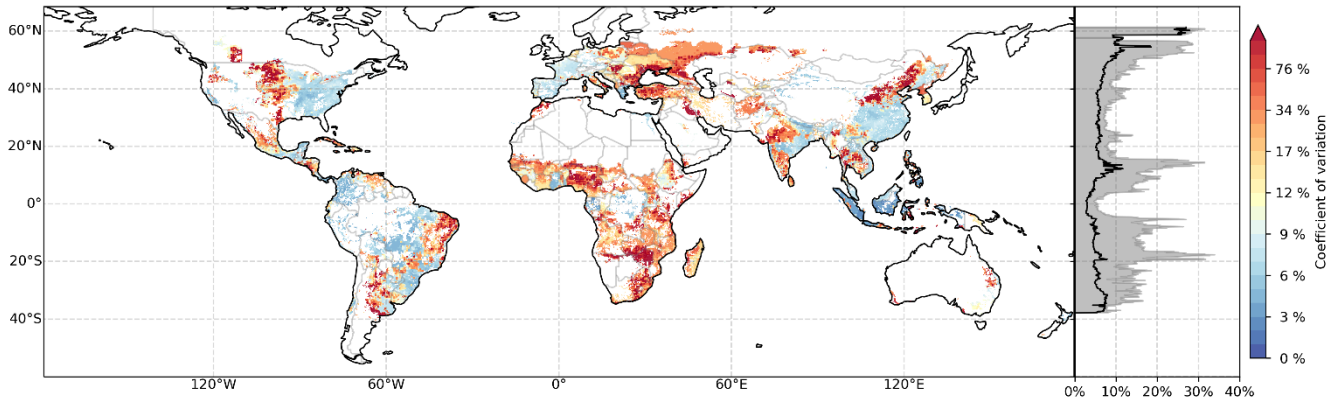 60°N
40°N
20°N
0°
20°S
40°S
120°W
60°W
0°
60°E
120°E
0%
10%
20%
30%
40%
76 %
34 %
17 %
12 %
9 %
6 %
3 %
0 %
Coefficient of variation